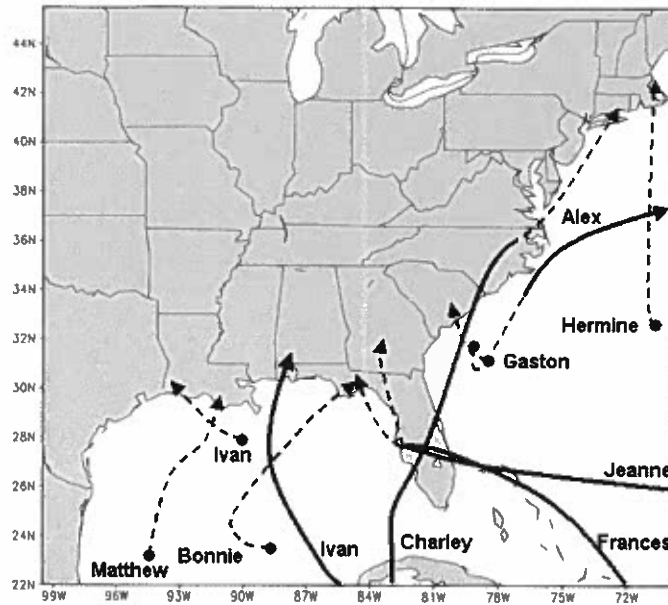 44N
42N
40N
38N
36N
34N
32N
30N
28N
26N
24N
22N
Alex
Hermine
Gaston
Jeanne
Ivan
Matthew
Bonnie
Ivan
Charley
Frances
99W 96W 93W 90W 87W 84W 81W 78W 75W 72W